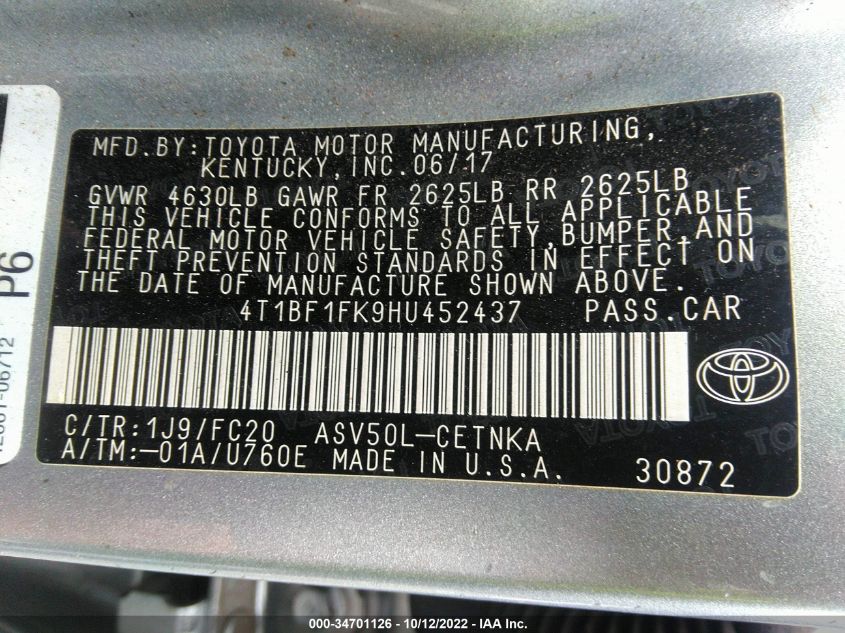 MFD.BY:TOYOTA MOTOR MANUFACTURING,
KENTUCKY,INC.06/17
GVWR 4630LB GAWR FR 2625LB RR 2625LB
THIS VEHICLE CONFORMS TO ALL APPLICABLE
FEDERAL MOTOR VEHICLE SAFETY,BUMPER,AND
THEFT PREVENTION STANDARDS IN EFFECT ON
THE DATE OF MANUFACTURE SHOWN ABOVE.
4T1BF1FK9HU452437 PASS.CAR
C/TR:1J9/FC20 ASV50L-CETNKA
A/TM:-01A/U760E MADE IN U.S.A. 30872
P6
000-34701126 - 10/12/2022 - IAA Inc.